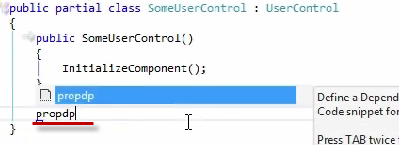 public partial class SomeUserControl : UserControl
{
public SomeUserControl()
{
InitializeComponent();
}
propdp
propdp
Define a Depend
Code snippet for
Press TAB twice
}